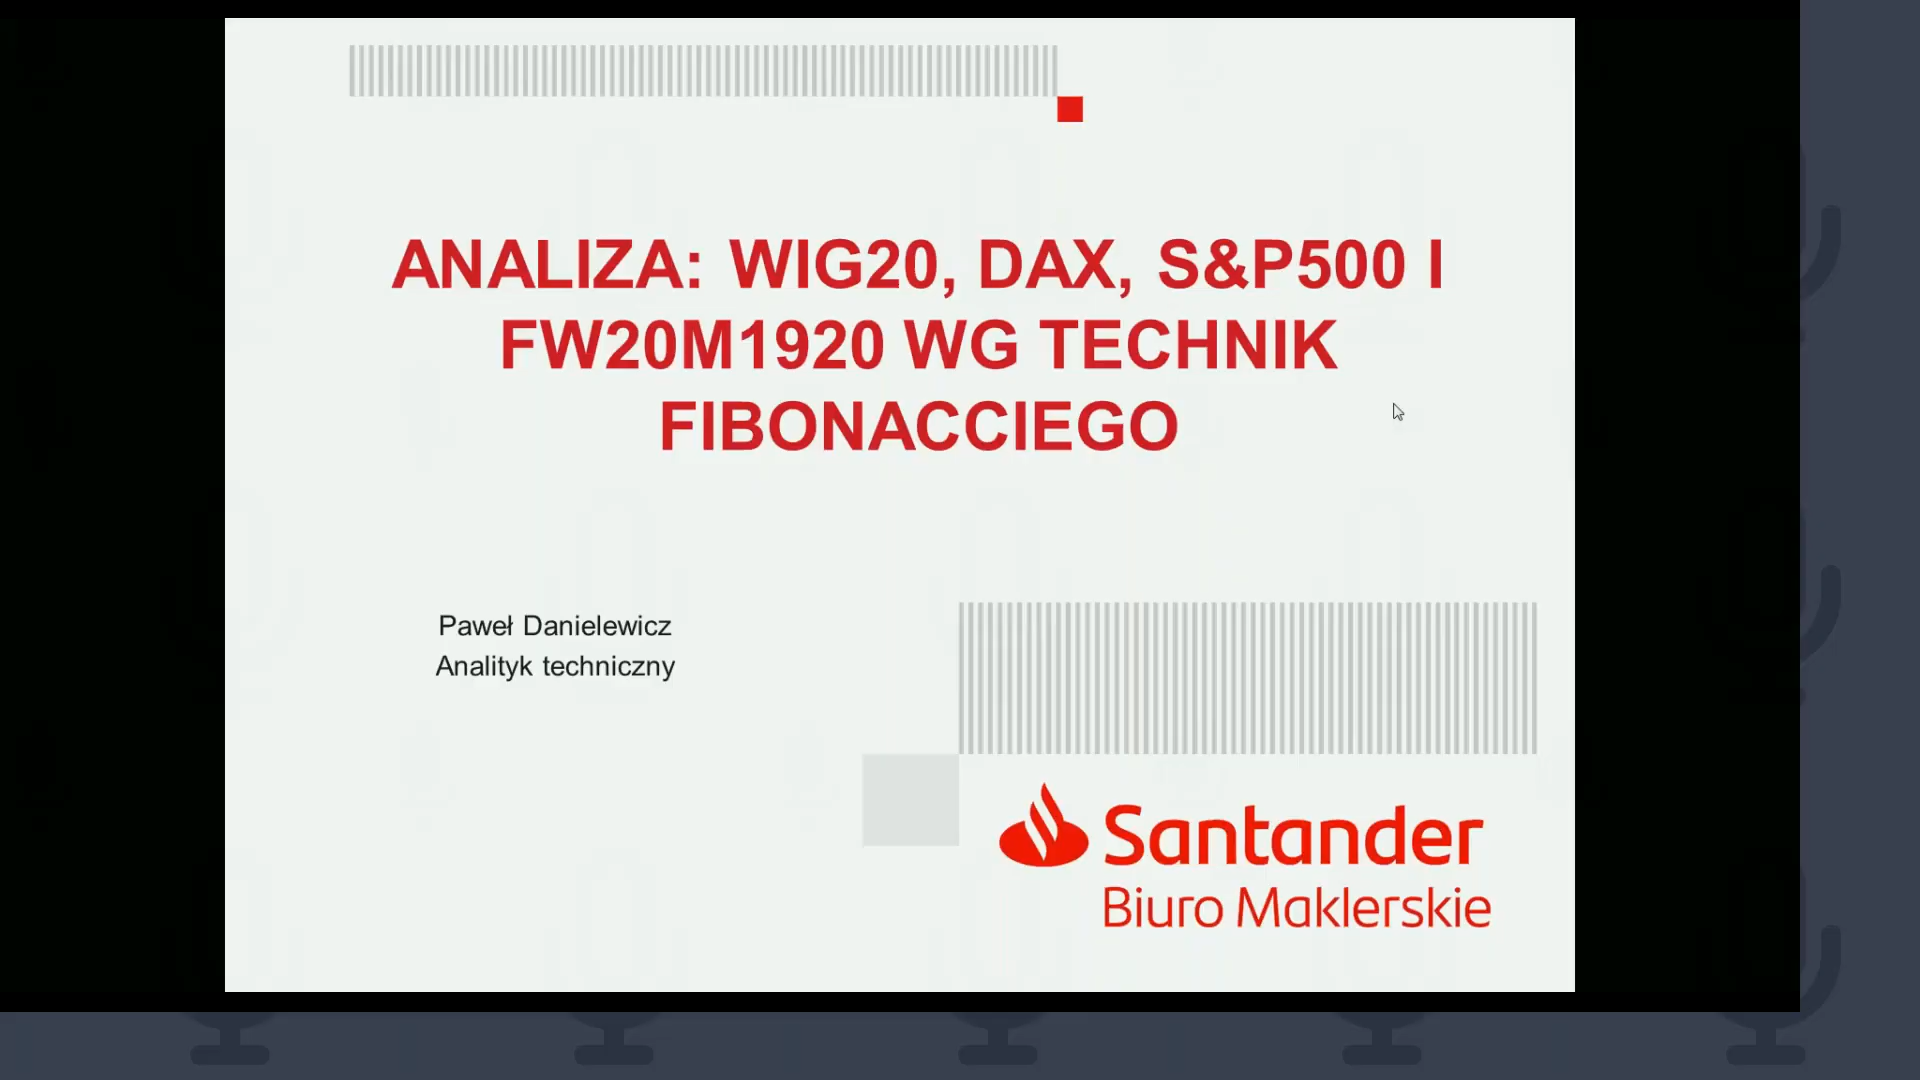 ANALIZA: WIG20, DAX, S&P500 I
FW20M1920 WG TECHNIK
FIBONACCIEGO
Paweł Danielewicz
Analityk techniczny
Santander
Biuro Maklerskie